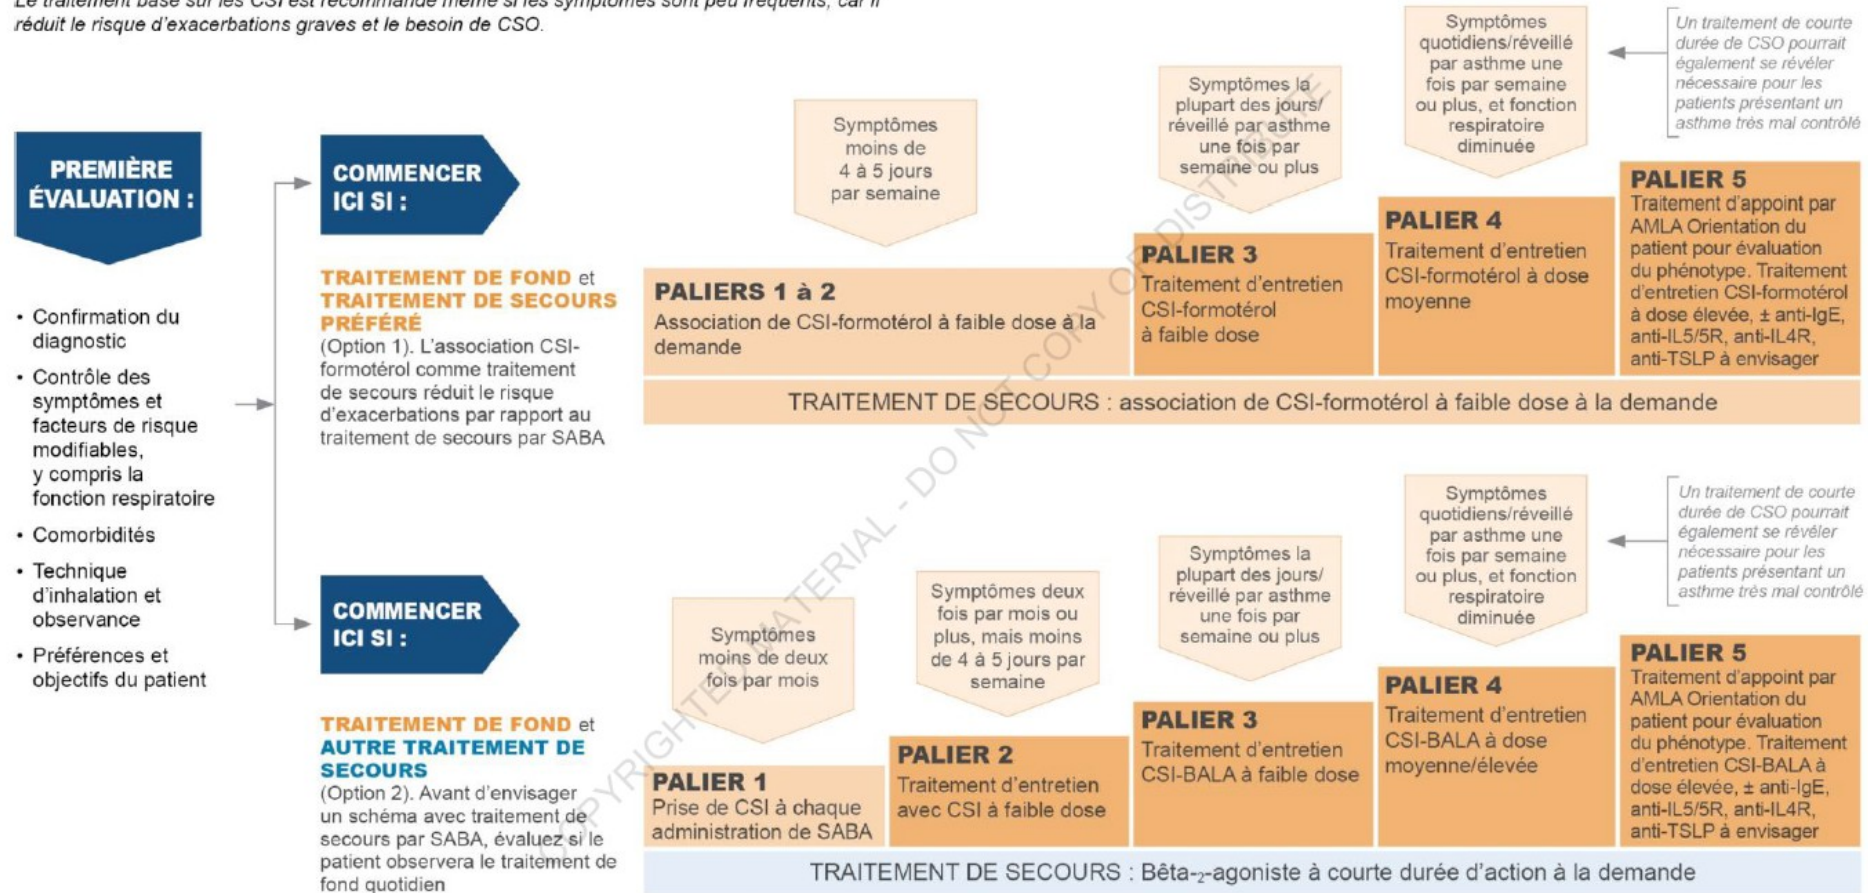 Le traitement basé sur les CSI est recommandé même si les symptômes sont peu fréquents, car il
réduit le risque d'exacerbations graves et le besoin de CSO.
PREMIÈRE
ÉVALUATION :
• Confirmation du
diagnostic
• Contrôle des
symptômes et
facteurs de risque
modifiables,
y compris la
fonction respiratoire
• Comorbidités
• Technique
d'inhalation et
observance
• Préférences et
objectifs du patient
COMMENCER
ICI SI :
TRAITEMENT DE FOND et
TRAITEMENT DE SECOURS
PRÉFÉRÉ
(Option 1). L'association CSI-
formotérol comme traitement
de secours réduit le risque
d'exacerbations par rapport au
traitement de secours par SABA
Symptômes
moins de
4 à 5 jours
par semaine
Symptômes la
plupart des jours/
réveillé par asthme
une fois par
semaine ou plus
Symptômes
quotidiens/réveillé
par asthme une
fois par semaine
ou plus, et fonction
respiratoire
diminuée
Un traitement de courte
durée de CSO pourrait
également se révéler
nécessaire pour les
patients présentant un
asthme très mal contrôlé
PALIERS 1 à 2
Association de CSI-formotérol à faible dose à la
demande
PALIER 3
Traitement d'entretien
CSI-formotérol
à faible dose
PALIER 4
Traitement d'entretien
CSI-formotérol à dose
moyenne
PALIER 5
Traitement d'appoint par
AMLA Orientation du
patient pour évaluation
du phénotype. Traitement
d'entretien CSI-formotérol
à dose élevée, ± anti-IgE,
anti-IL5/5R, anti-IL4R,
anti-TSLP à envisager
TRAITEMENT DE SECOURS : association de CSI-formotérol à faible dose à la demande
COMMENCER
ICI SI :
TRAITEMENT DE FOND et
AUTRE TRAITEMENT DE
SECOURS
(Option 2). Avant d'envisager
un schéma avec traitement de
secours par SABA, évaluez si le
patient observera le traitement de
fond quotidien
Symptômes
moins de deux
fois par mois
Symptômes deux
fois par mois ou
plus, mais moins
de 4 à 5 jours par
semaine
Symptômes la
plupart des jours/
réveillé par asthme
une fois par
semaine ou plus
Symptômes
quotidiens/réveillé
par asthme une
fois par semaine
ou plus, et fonction
respiratoire
diminuée
Un traitement de courte
durée de CSO pourrait
également se révéler
nécessaire pour les
patients présentant un
asthme très mal contrôlé
PALIER 1
Prise de CSI à chaque
administration de SABA
PALIER 2
Traitement d'entretien
avec CSI à faible dose
PALIER 3
Traitement d'entretien
CSI-BALA à faible dose
PALIER 4
Traitement d'entretien
CSI-BALA à dose
moyenne/élevée
PALIER 5
Traitement d'appoint par
AMLA Orientation du
patient pour évaluation
du phénotype. Traitement
d'entretien CSI-BALA à
dose élevée, ± anti-IgE,
anti-IL5/5R, anti-IL4R,
anti-TSLP à envisager
TRAITEMENT DE SECOURS : Bêta-₂-agoniste à courte durée d'action à la demande
COPYRIGHTED MATERIAL - DO NOT COPY OR DISTRIBUTE